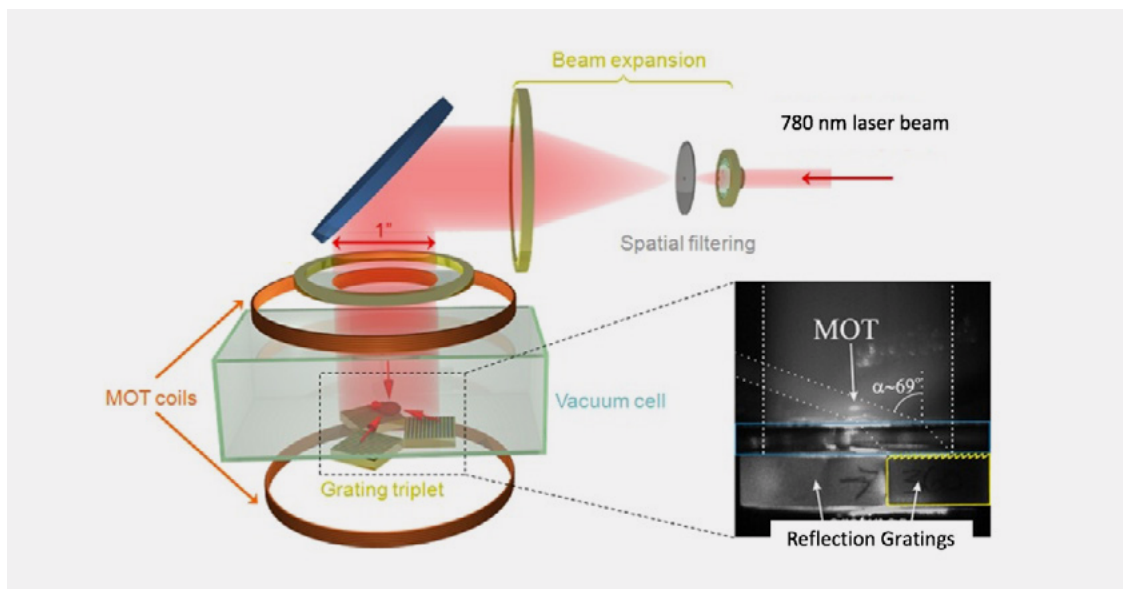 Beam expansion
780 nm laser beam
1"
Spatial filtering
MOT coils
Vacuum cell
Grating triplet
MOT
α~69°
Reflection Gratings